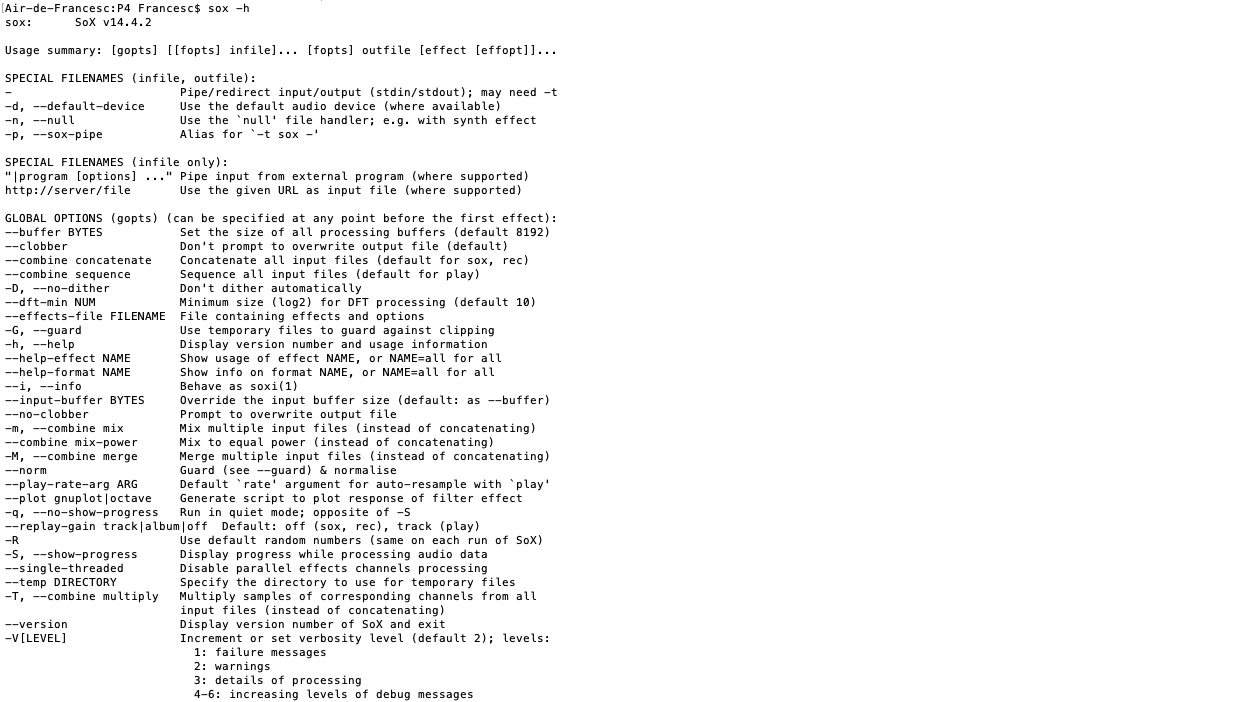 Air-de-Francesc:P4 Francesc$ sox -h
sox:      SoX v14.4.2

Usage summary: [gopts] [[fopts] infile]... [fopts] outfile [effect [effopt]]...

SPECIAL FILENAMES (infile, outfile):
-                        Pipe/redirect input/output (stdin/stdout); may need -t
-d, --default-device     Use the default audio device (where available)
-n, --null               Use the `null' file handler; e.g. with synth effect
-p, --sox-pipe           Alias for `-t sox -'

SPECIAL FILENAMES (infile only):
"|program [options] ..." Pipe input from external program (where supported)
http://server/file       Use the given URL as input file (where supported)

GLOBAL OPTIONS (gopts) (can be specified at any point before the first effect):
--buffer BYTES           Set the size of all processing buffers (default 8192)
--clobber                Don't prompt to overwrite output file (default)
--combine concatenate    Concatenate all input files (default for sox, rec)
--combine sequence       Sequence all input files (default for play)
-D, --no-dither          Don't dither automatically
--dft-min NUM            Minimum size (log2) for DFT processing (default 10)
--effects-file FILENAME  File containing effects and options
-G, --guard              Use temporary files to guard against clipping
-h, --help               Display version number and usage information
--help-effect NAME       Show usage of effect NAME, or NAME=all for all
--help-format NAME       Show info on format NAME, or NAME=all for all
--i, --info              Behave as soxi(1)
--input-buffer BYTES     Override the input buffer size (default: as --buffer)
--no-clobber             Prompt to overwrite output file
-m, --combine mix        Mix multiple input files (instead of concatenating)
--combine mix-power      Mix to equal power (instead of concatenating)
-M, --combine merge      Merge multiple input files (instead of concatenating)
--norm                   Guard (see --guard) & normalise
--play-rate-arg ARG      Default `rate' argument for auto-resample with `play'
--plot gnuplot|octave    Generate script to plot response of filter effect
-q, --no-show-progress   Run in quiet mode; opposite of -S
--replay-gain track|album|off  Default: off (sox, rec), track (play)
-R                       Use default random numbers (same on each run of SoX)
-S, --show-progress      Display progress while processing audio data
--single-threaded        Disable parallel effects channels processing
--temp DIRECTORY         Specify the directory to use for temporary files
-T, --combine multiply   Multiply samples of corresponding channels from all
                         input files (instead of concatenating)
--version                Display version number of SoX and exit
-V[LEVEL]                Increment or set verbosity level (default 2); levels:
                           1: failure messages
                           2: warnings
                           3: details of processing
                           4-6: increasing levels of debug messages